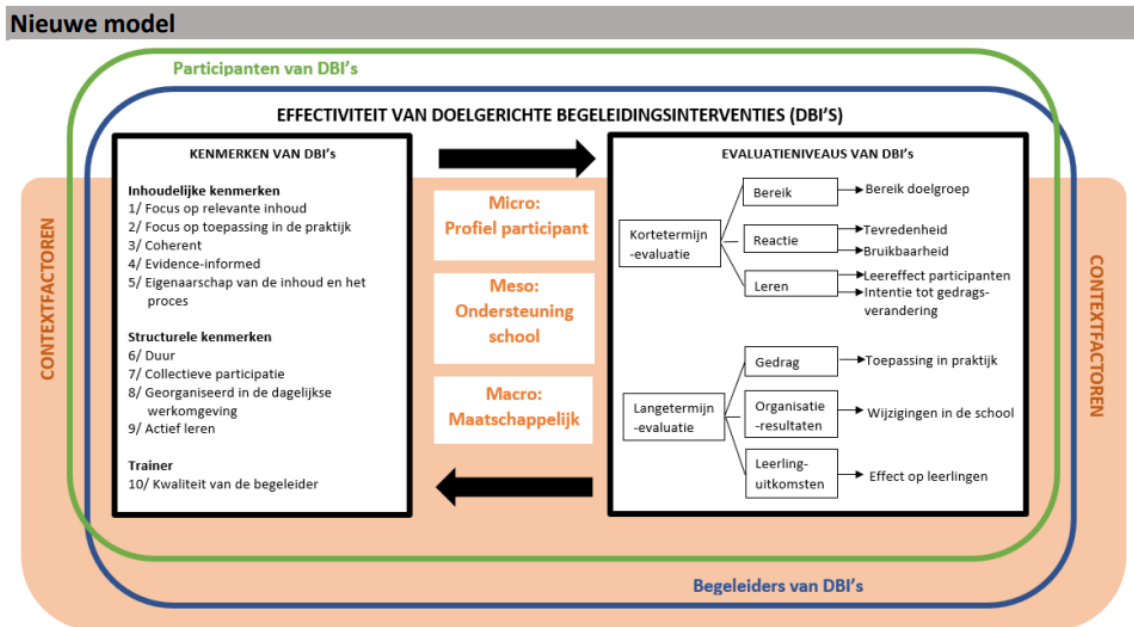 Nieuwe model
Participanten van DBI's
EFFECTIVITEIT VAN DOELGERICHTE BEGELEIDINGSINTERVENTIES (DBI'S)
CONTEXTFACTOREN
KENMERKEN VAN DBI's
Inhoudelijke kenmerken
1/ Focus op relevante inhoud
2/ Focus op toepassing in de praktijk
3/ Coherent
4/ Evidence-informed
5/ Eigenaarschap van de inhoud en het
proces
Structurele kenmerken
6/ Duur
7/ Collectieve participatie
8/ Georganiseerd in de dagelijkse
werkomgeving
9/ Actief leren
Trainer
10/ Kwaliteit van de begeleider
Micro:
Profiel participant
Meso:
Ondersteuning
school
Macro:
Maatschappelijk
EVALUATIENIVEAUS VAN DBI's
Kortetermijn
-evaluatie
Bereik
Bereik doelgroep
Reactie
Tevredenheid
Bruikbaarheid
Leren
Leereffect participanten
Intentie tot gedrags-
verandering
Langetermijn
-evaluatie
Gedrag
Toepassing in praktijk
Organisatie
-resultaten
Wijzigingen in de school
Leerling-
uitkomsten
Effect op leerlingen
CONTEXTFACTOREN
Begeleiders van DBI's